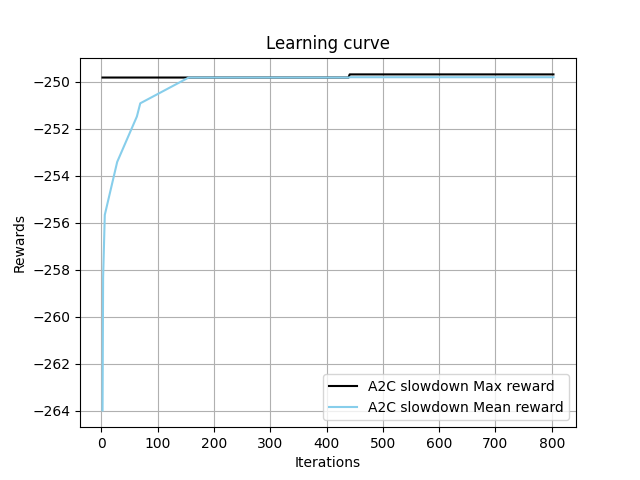 Learning curve
Rewards
−250
−252
−254
−256
−258
−260
−262
−264
0 100 200 300 400 500 600 700 800
Iterations
A2C slowdown Max reward
A2C slowdown Mean reward